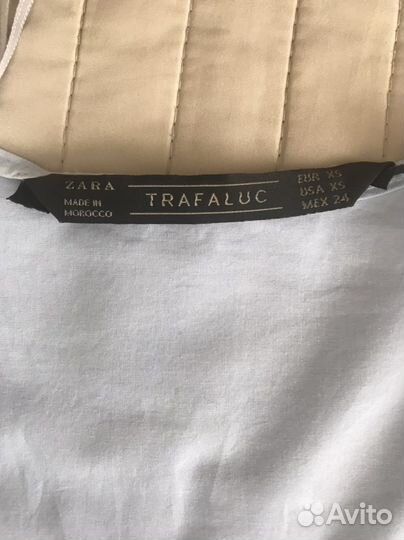 ZARA
MADE IN
MOROCCO
TRAFALUC
EUR XS
USA XS
MEX 24
Avito